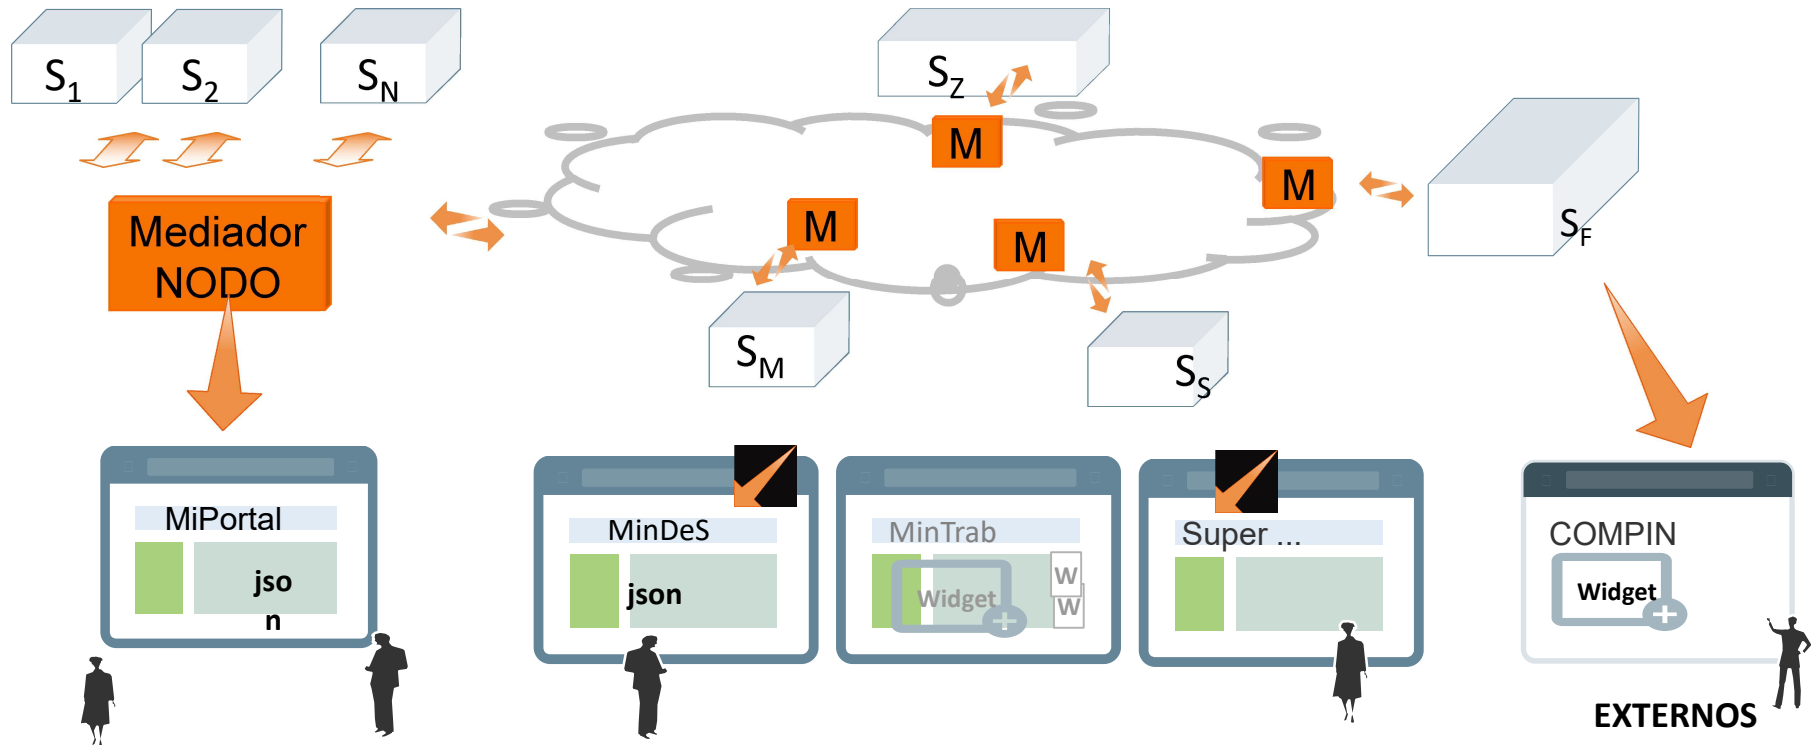 S1
S2
SN
SZ
M
M
M
M
SF
Mediador
NODO
SM
SS
MiPortal
jso
n
MinDeS
json
MinTrab
Widget
W
W
Super ...
COMPIN
Widget
EXTERNOS